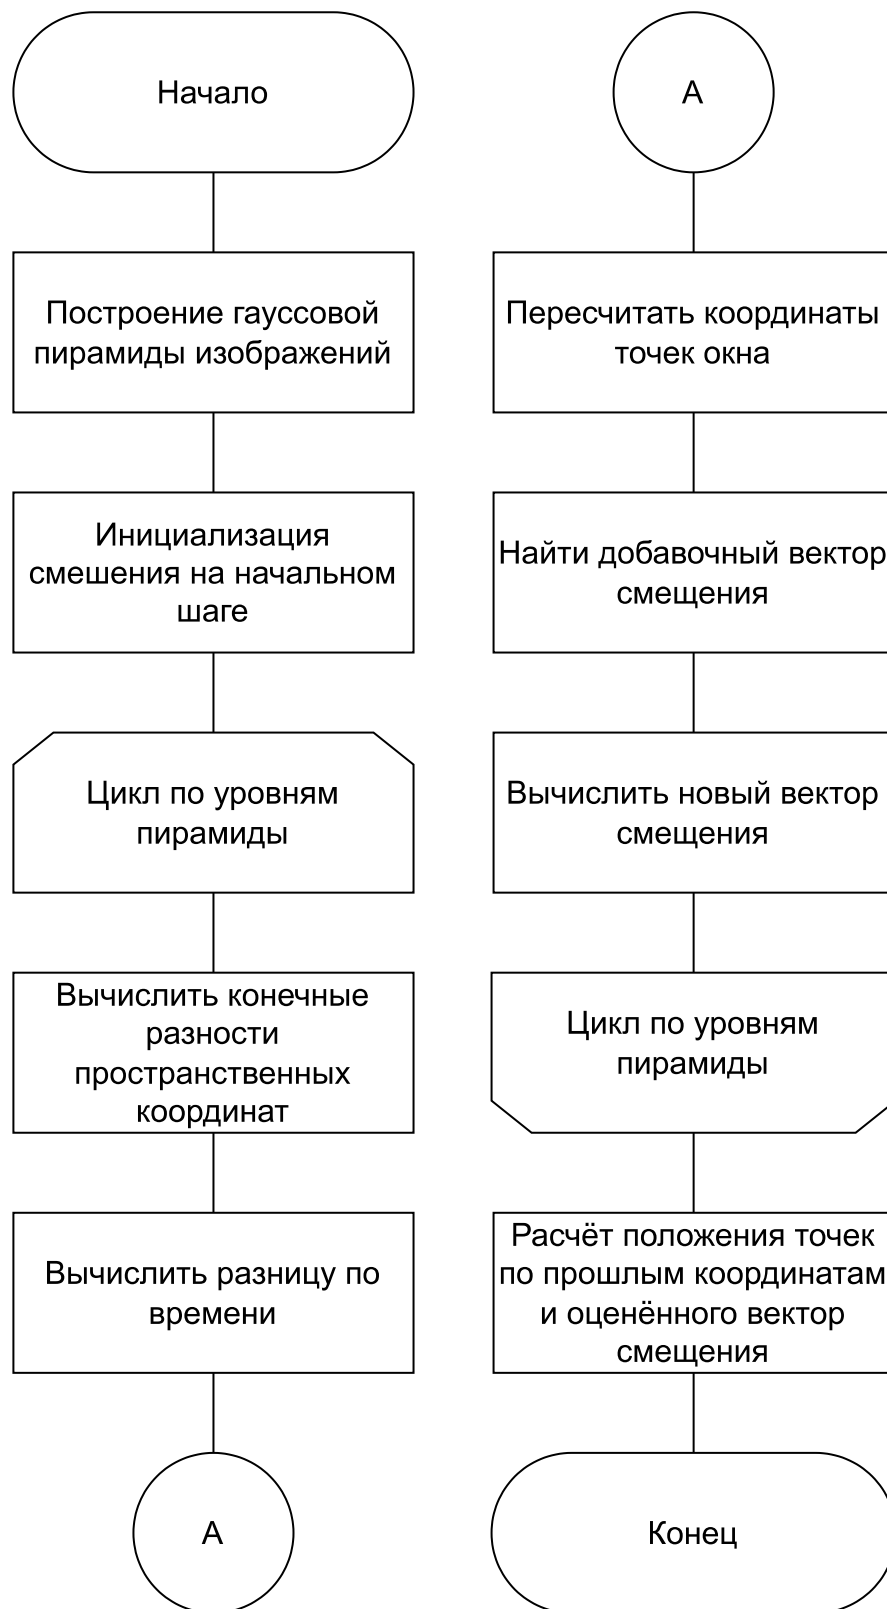 Начало
Построение гауссовой
пирамиды изображений
Инициализация
смешения на начальном
шаге
Цикл по уровням
пирамиды
Вычислить конечные
разности
пространственных
координат
Вычислить разницу по
времени
А
А
Пересчитать координаты
точек окна
Найти добавочный вектор
смещения
Вычислить новый вектор
смещения
Цикл по уровням
пирамиды
Расчёт положения точек
по прошлым координатам
и оценённого вектор
смещения
Конец